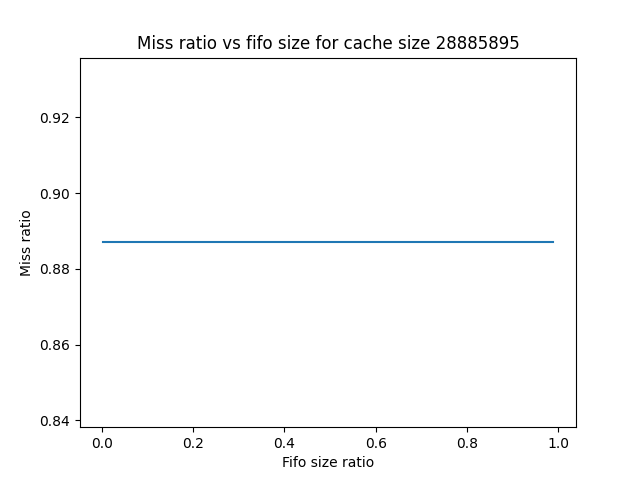 Miss ratio vs fifo size for cache size 28885895
Miss ratio
0.92
0.90
0.88
0.86
0.84
0.0 0.2 0.4 0.6 0.8 1.0
Fifo size ratio